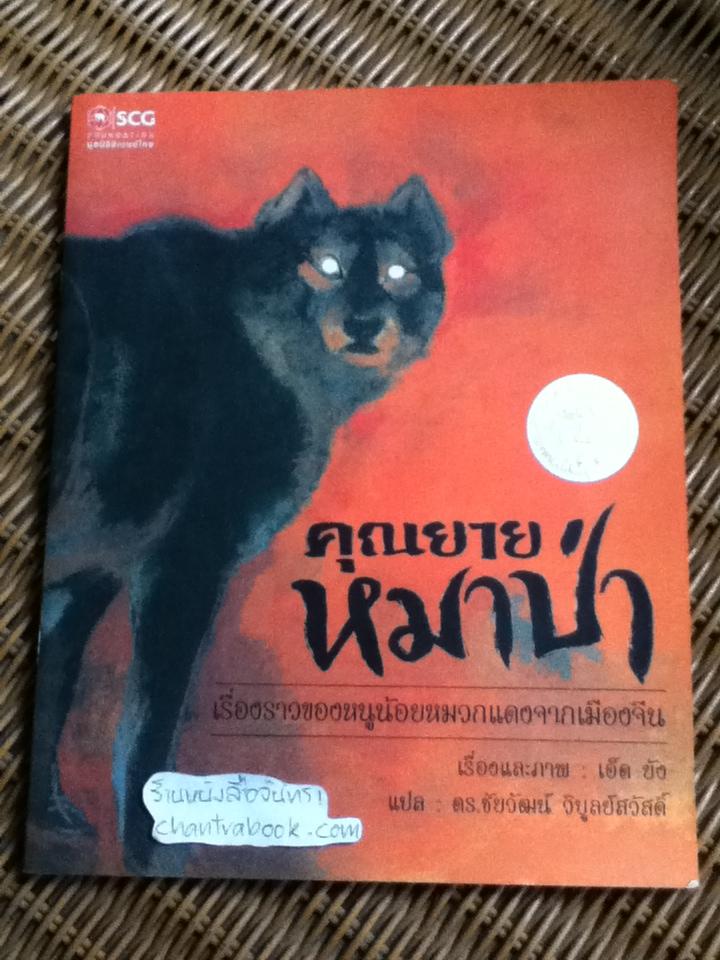 SCG
FOUNDATION
มูลนิธิเอสซีจี
คุณยาย
หมาป่า
เรื่องราวของหนูน้อยหมวกแดงจากเมืองจีน
เรื่องและภาพ : เอ็ด ยัง
แปล : ดร.ชัยวัฒน์ วิบูลย์สวัสดิ์
ร้านหนังสือจันทรา
chantrabook.com